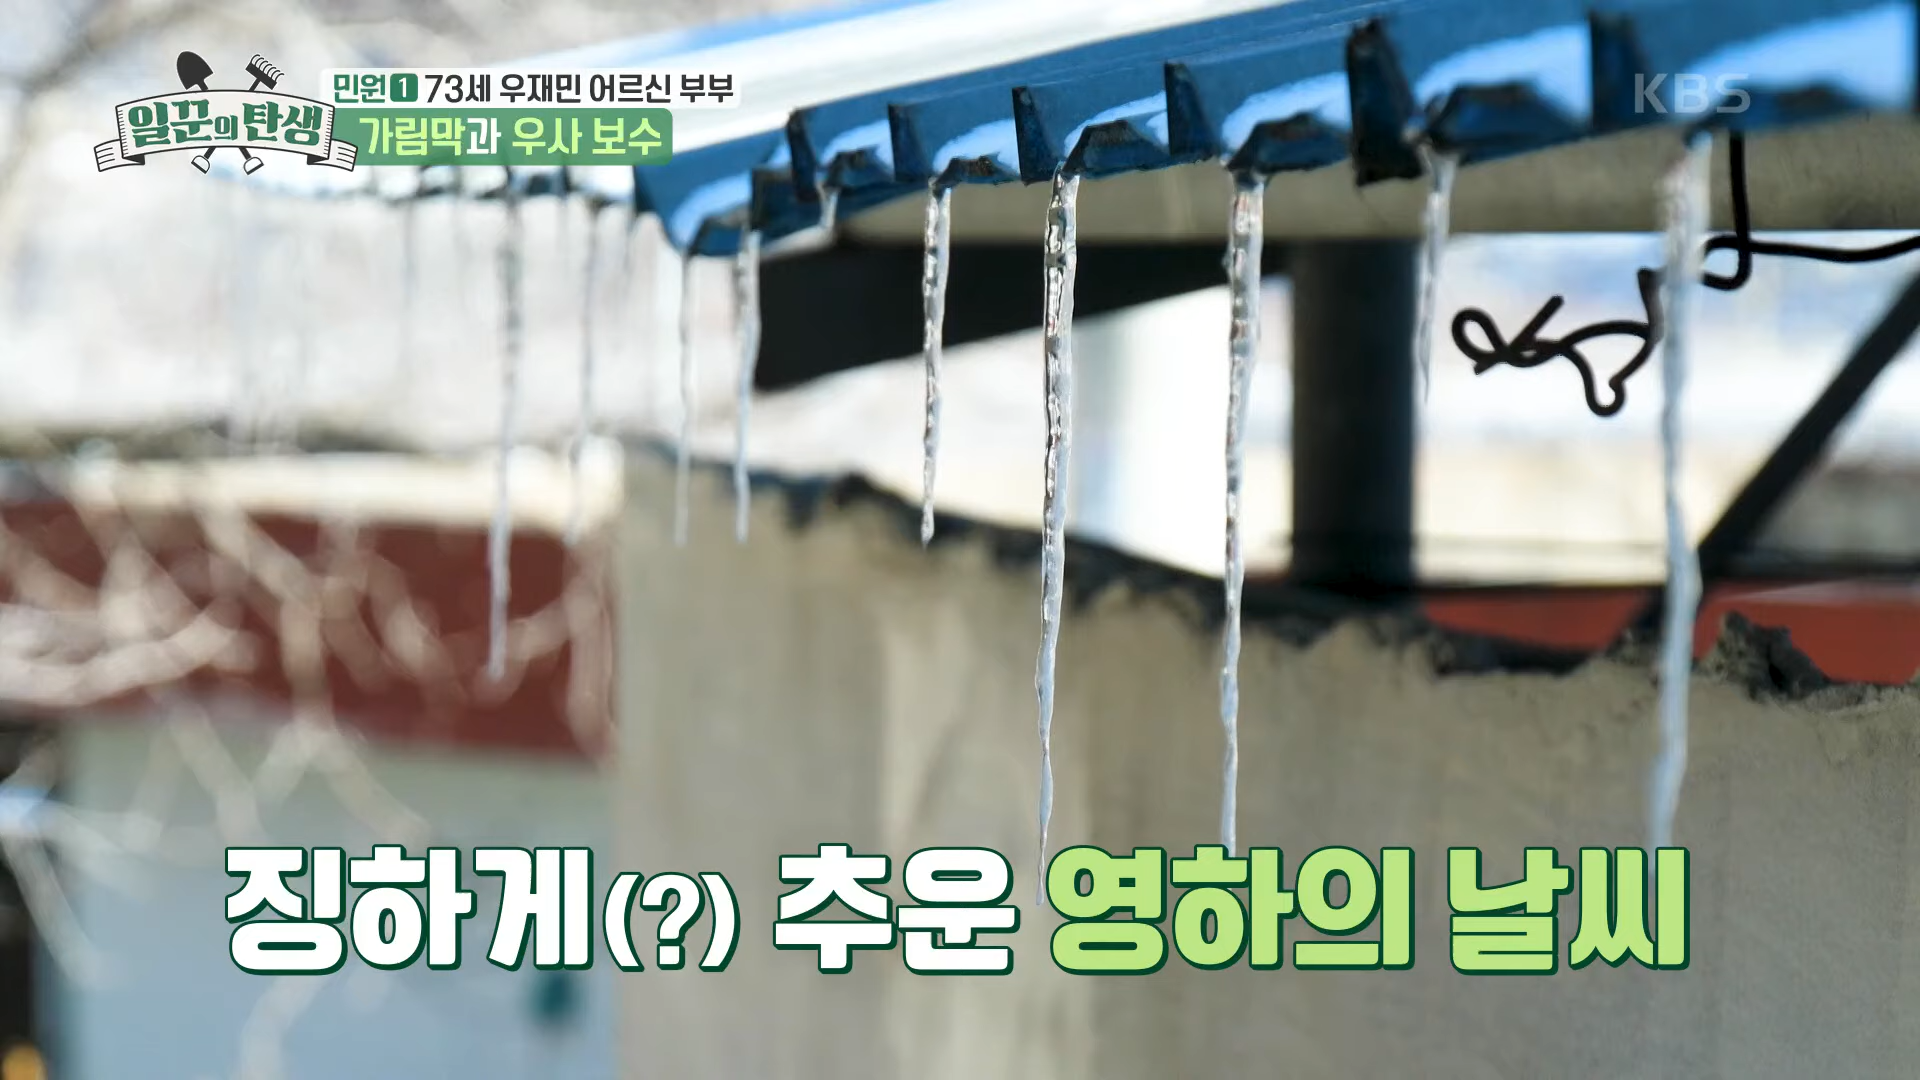 일꾼의 탄생
민원 1 73세 우재민 어르신 부부
가림막과 우사 보수
KBS
징하게(?) 추운 영하의 날씨